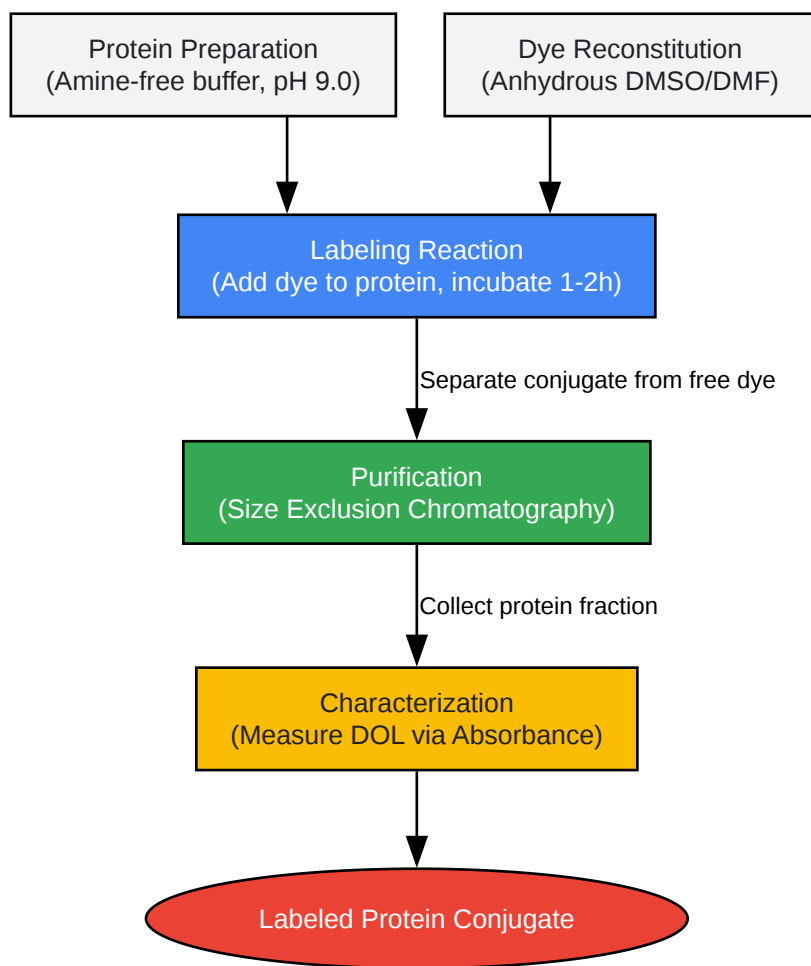 Protein Preparation
(Amine-free buffer, pH 9.0)
Dye Reconstitution
(Anhydrous DMSO/DMF)
Labeling Reaction
(Add dye to protein, incubate 1-2h)
Separate conjugate from free dye
Purification
(Size Exclusion Chromatography)
Collect protein fraction
Characterization
(Measure DOL via Absorbance)
Labeled Protein Conjugate